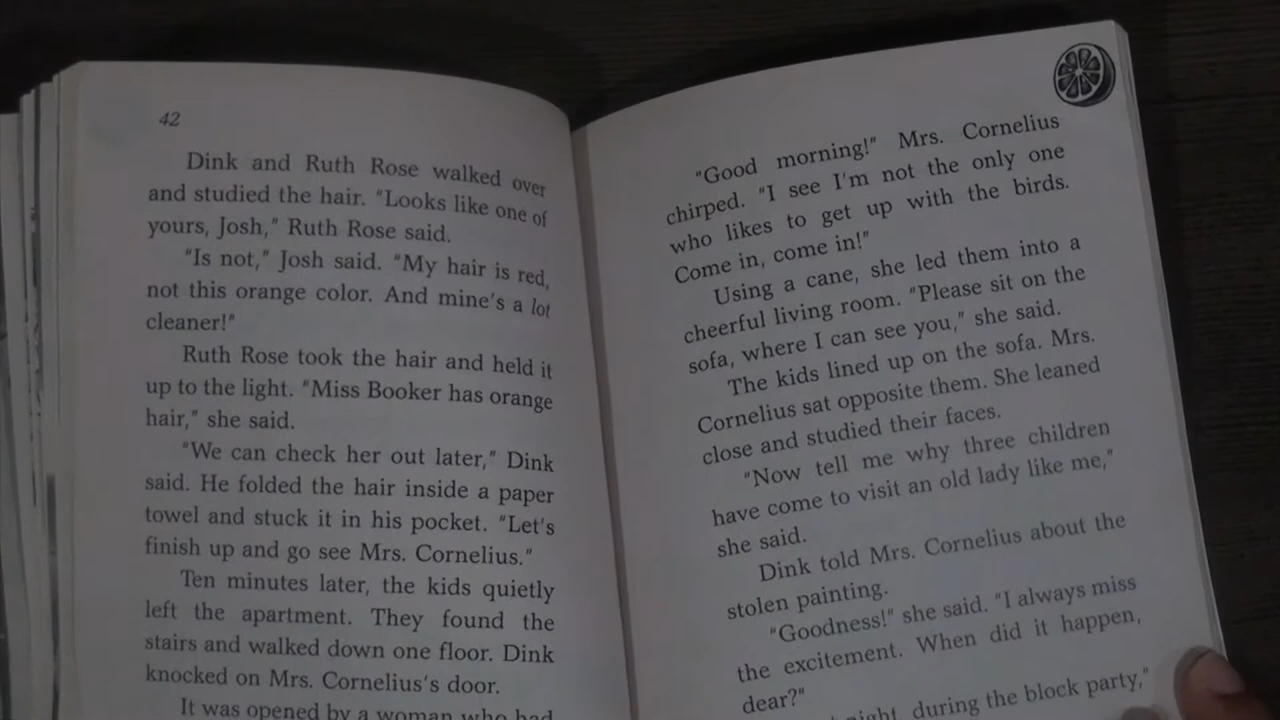 42
Dink and Ruth Rose walked over
and studied the hair. "Looks like one of
yours, Josh," Ruth Rose said.
"Is not," Josh said. "My hair is red,
not this orange color. And mine's a lot
cleaner!"
Ruth Rose took the hair and held it
up to the light. "Miss Booker has orange
hair," she said.
"We can check her out later," Dink
said. He folded the hair inside a paper
towel and stuck it in his pocket. "Let's
finish up and go see Mrs. Cornelius."
Ten minutes later, the kids quietly
left the apartment. They found the
stairs and walked down one floor. Dink
knocked on Mrs. Cornelius's door.
It was opened by a woman who had
"Good morning!" Mrs. Cornelius
chirped. "I see I'm not the only one
who likes to get up with the birds.
Come in, come in!"
Using a cane, she led them into a
cheerful living room. "Please sit on the
sofa, where I can see you," she said.
The kids lined up on the sofa. Mrs.
Cornelius sat opposite them. She leaned
close and studied their faces.
"Now tell me why three children
have come to visit an old lady like me,"
she said.
Dink told Mrs. Cornelius about the
stolen painting.
"Goodness!" she said. "I always miss
the excitement. When did it happen,
dear?"
night, during the block party,"